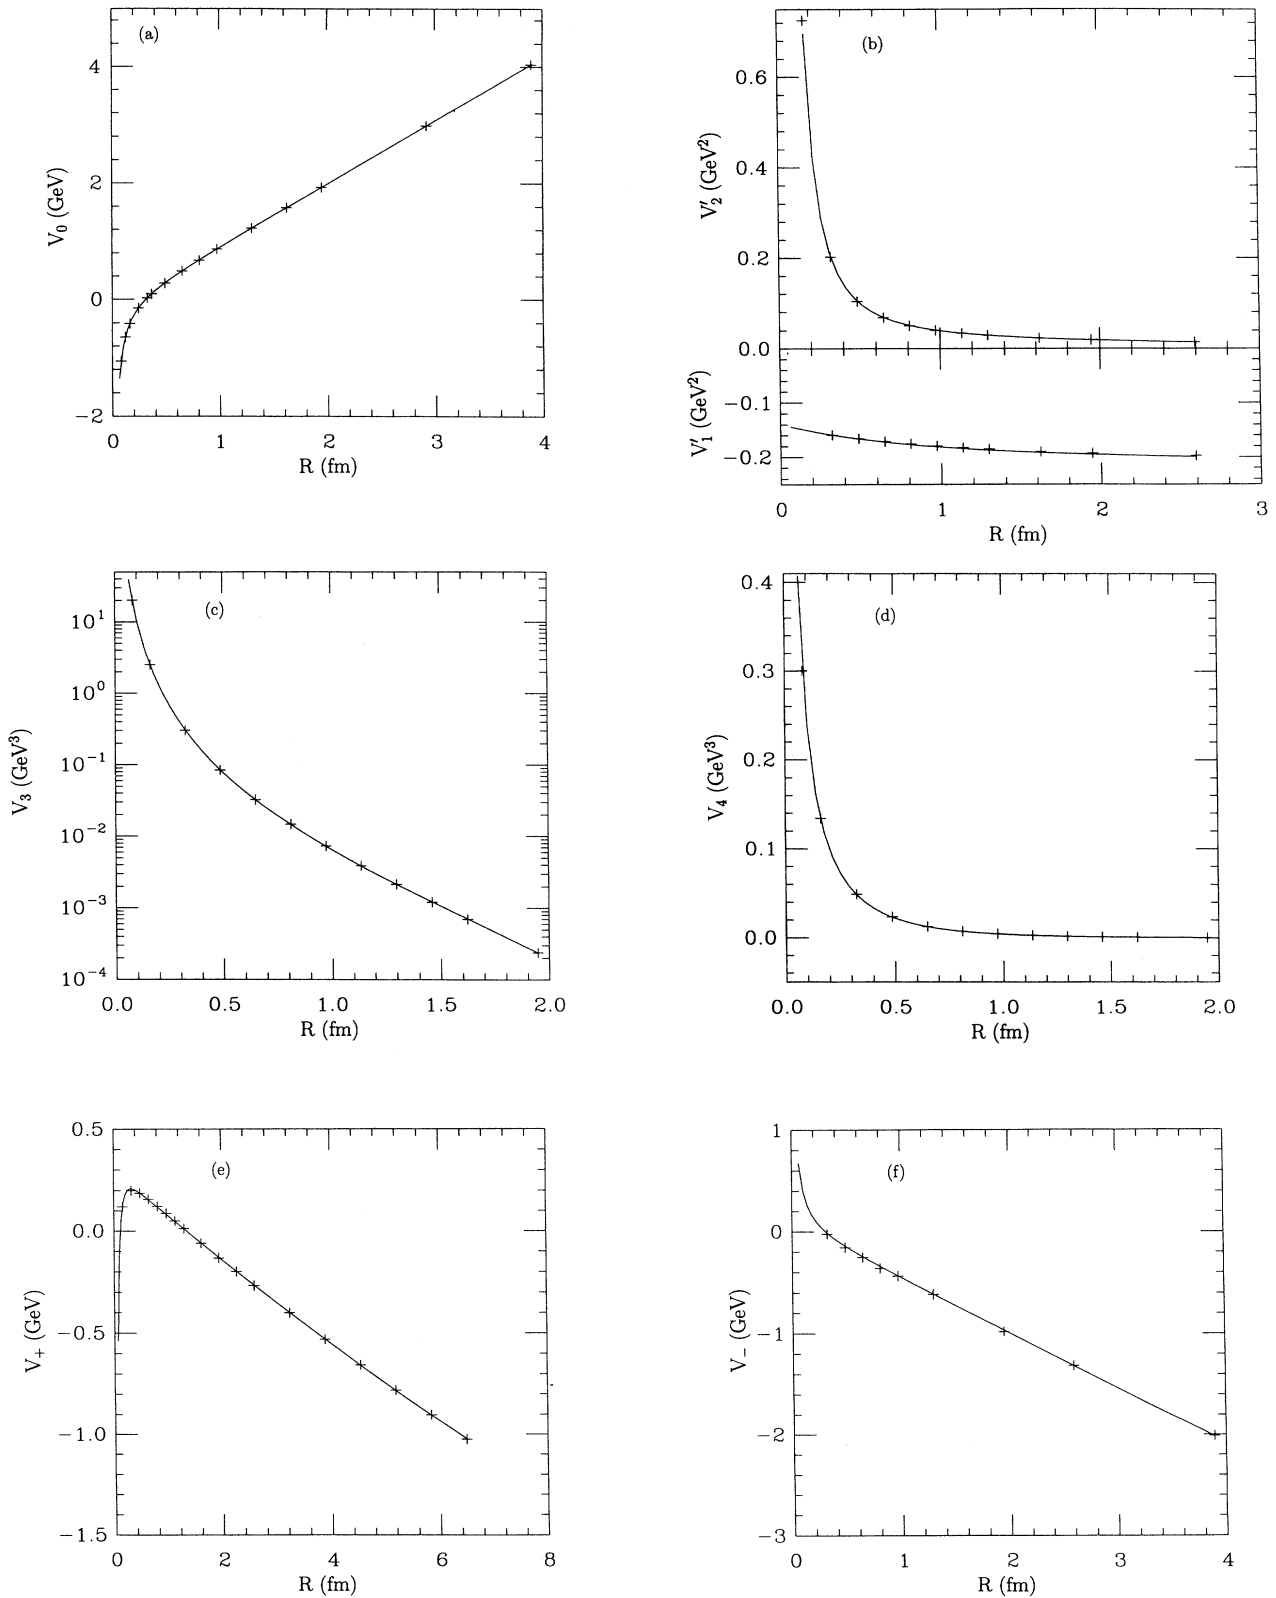 (a)
V₀ (GeV)
4
2
0
−2
0 1 2 3 4
R (fm)
(b)
V′₂ (GeV²)
0.6
0.4
0.2
0.0
V′₁ (GeV²)
−0.1
−0.2
0 1 2 3
R (fm)
(c)
V₃ (GeV³)
10¹
10⁰
10⁻¹
10⁻²
10⁻³
10⁻⁴
0.0 0.5 1.0 1.5 2.0
R (fm)
(d)
V₄ (GeV³)
0.4
0.3
0.2
0.1
0.0
0.0 0.5 1.0 1.5 2.0
R (fm)
(e)
V₊ (GeV)
0.5
0.0
−0.5
−1.0
−1.5
0 2 4 6 8
R (fm)
(f)
V₋ (GeV)
1
0
−1
−2
−3
0 1 2 3 4
R (fm)